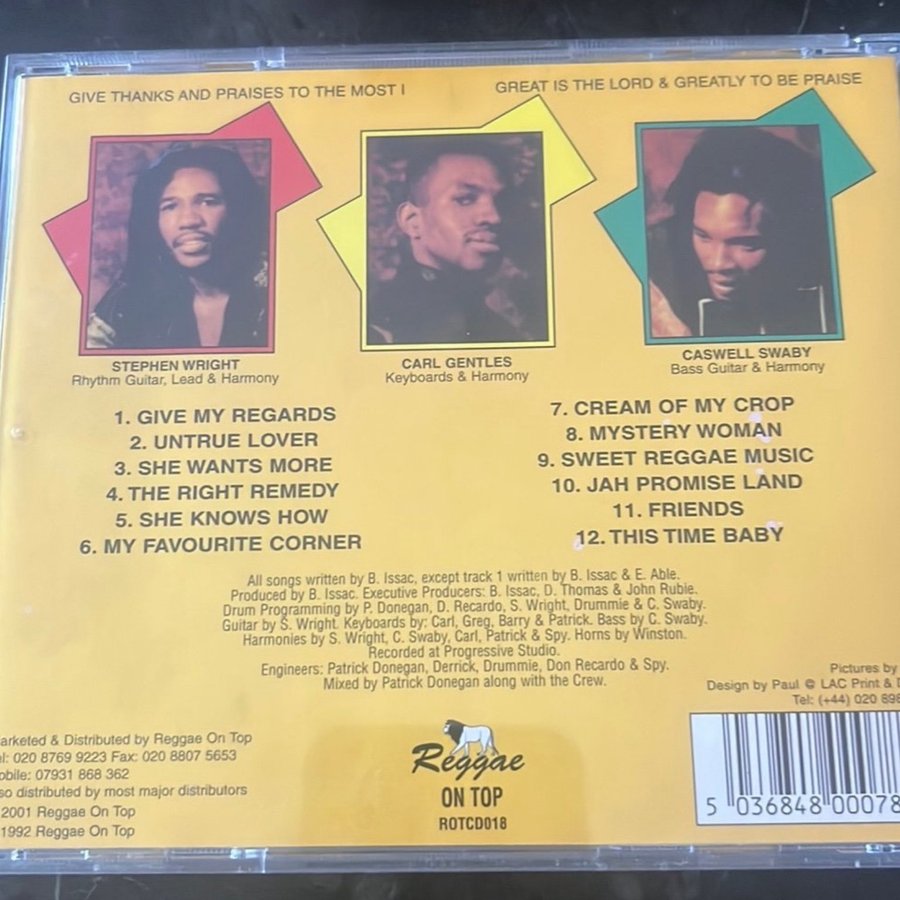 GIVE THANKS AND PRAISES TO THE MOST I
GREAT IS THE LORD & GREATLY TO BE PRAISE
STEPHEN WRIGHT
Rhythm Guitar, Lead & Harmony
CARL GENTLES
Keyboards & Harmony
CASWELL SWABY
Bass Guitar & Harmony
1. GIVE MY REGARDS
2. UNTRUE LOVER
3. SHE WANTS MORE
4. THE RIGHT REMEDY
5. SHE KNOWS HOW
6. MY FAVOURITE CORNER
7. CREAM OF MY CROP
8. MYSTERY WOMAN
9. SWEET REGGAE MUSIC
10. JAH PROMISE LAND
11. FRIENDS
12. THIS TIME BABY
All songs written by B. Issac, except track 1 written by B. Issac & E. Able.
Produced by B. Issac. Executive Producers: B. Issac, D. Thomas & John Rubie.
Drum Programming by P. Donegan, D. Recardo, S. Wright, Drummie & C. Swaby.
Guitar by S. Wright. Keyboards by: Carl, Greg, Barry & Patrick. Bass by C. Swaby.
Harmonies by S. Wright, C. Swaby, Carl, Patrick & Spy. Horns by Winston.
Recorded at Progressive Studio.
Engineers: Patrick Donegan, Derrick, Drummie, Don Recardo & Spy.
Mixed by Patrick Donegan along with the Crew.
Pictures by
Design by Paul @ LAC Print &
Tel: (+44) 020 898
arketed & Distributed by Reggae On Top
el: 020 8769 9223 Fax: 020 8807 5653
obile: 07931 868 362
so distributed by most major distributors
2001 Reggae On Top
1992 Reggae On Top
Reggae
ON TOP
ROTCD018
5 036848 00078